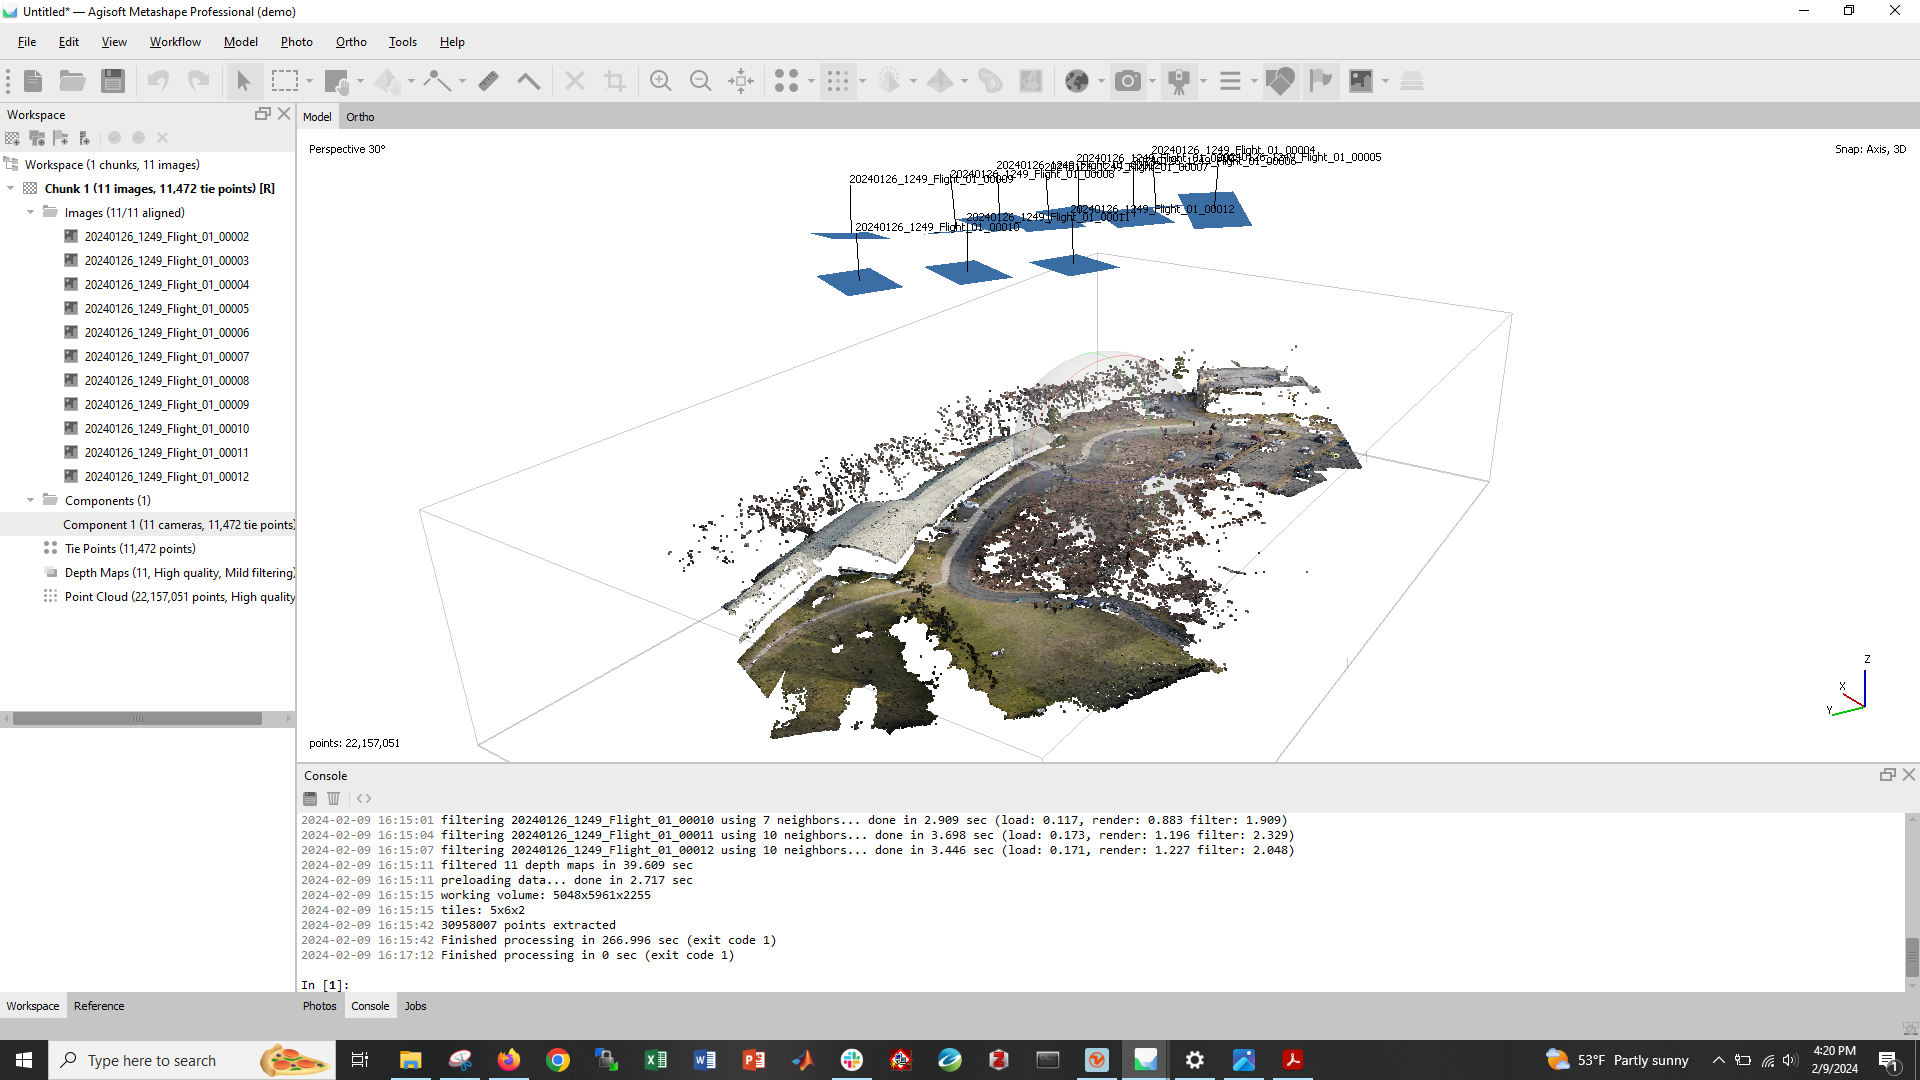 Untitled* — Agisoft Metashape Professional (demo)
File Edit View Workflow Model Photo Ortho Tools Help
Workspace
Workspace (1 chunks, 11 images)
Chunk 1 (11 images, 11,472 tie points) [R]
Images (11/11 aligned)
20240126_1249_Flight_01_00002
20240126_1249_Flight_01_00003
20240126_1249_Flight_01_00004
20240126_1249_Flight_01_00005
20240126_1249_Flight_01_00006
20240126_1249_Flight_01_00007
20240126_1249_Flight_01_00008
20240126_1249_Flight_01_00009
20240126_1249_Flight_01_00010
20240126_1249_Flight_01_00011
20240126_1249_Flight_01_00012
Components (1)
Component 1 (11 cameras, 11,472 tie points)
Tie Points (11,472 points)
Depth Maps (11, High quality, Mild filtering)
Point Cloud (22,157,051 points, High quality
Workspace Reference
Model Ortho
Perspective 30°
Snap: Axis, 3D
20240126_1249_Flight_01_00004
20240126_1249_Flight_01_00009
20240126_1249_Flight_01_00012
20240126_1249_Flight_01_00011
20240126_1249_Flight_01_00010
Z
X
Y
points: 22,157,051
Console
2024-02-09 16:15:01 filtering 20240126_1249_Flight_01_00010 using 7 neighbors... done in 2.909 sec (load: 0.117, render: 0.883 filter: 1.909)
2024-02-09 16:15:04 filtering 20240126_1249_Flight_01_00011 using 10 neighbors... done in 3.698 sec (load: 0.173, render: 1.196 filter: 2.329)
2024-02-09 16:15:07 filtering 20240126_1249_Flight_01_00012 using 10 neighbors... done in 3.446 sec (load: 0.171, render: 1.227 filter: 2.048)
2024-02-09 16:15:11 filtered 11 depth maps in 39.609 sec
2024-02-09 16:15:11 preloading data... done in 2.717 sec
2024-02-09 16:15:15 working volume: 5048x5961x2255
2024-02-09 16:15:15 tiles: 5x6x2
2024-02-09 16:15:42 30958007 points extracted
2024-02-09 16:15:42 Finished processing in 266.996 sec (exit code 1)
2024-02-09 16:17:12 Finished processing in 0 sec (exit code 1)
In [1]:
Photos Console Jobs
Type here to search
53°F Partly sunny
4:20 PM
2/9/2024
1